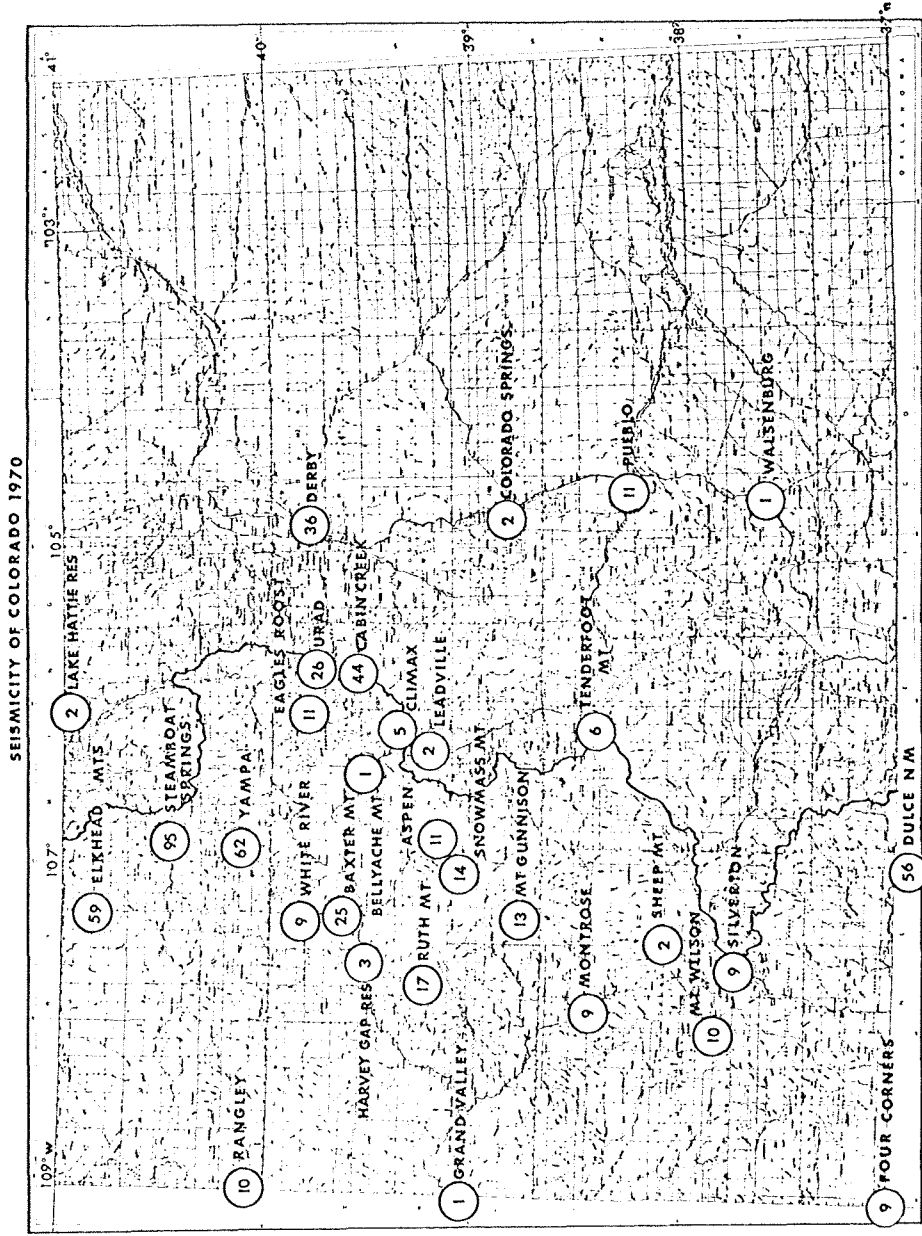 SEISMICITY OF COLORADO 1970
109°W
107°
105°
103°
41°
40°
39°
38°
37°N
2 LAKE HATTIE RES
59 ELKHEAD MTS
95 STEAMBOAT
SPRINGS
62 YAMPA
10 RANGLEY
EAGLES ROOST
11
26 URAD
36 DERBY
9 WHITE RIVER
25 BAXTER MT
44 CABIN CREEK
1
BELLYACHE MT
3
HARVEY GAP RES
5 CLIMAX
2 LEADVILLE
ASPEN
11
17 RUTH MT
14 SNOWMASS MT
1 GRAND VALLEY
13 MT GUNNISON
2 COLORADO SPRINGS
9 MONTROSE
6 TENDERFOOT
MT
11 PUEBLO
2 SHEEP MT
10 MT WILSON
9 SILVERTON
1 WALSENBURG
9 FOUR CORNERS
56 DULCE NM
OKLAHOMA